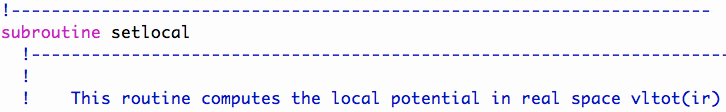 !----------------------------------------------------------------------
subroutine setlocal
  !----------------------------------------------------------------------
  !
  !    This routine computes the local potential in real space vltot(ir)